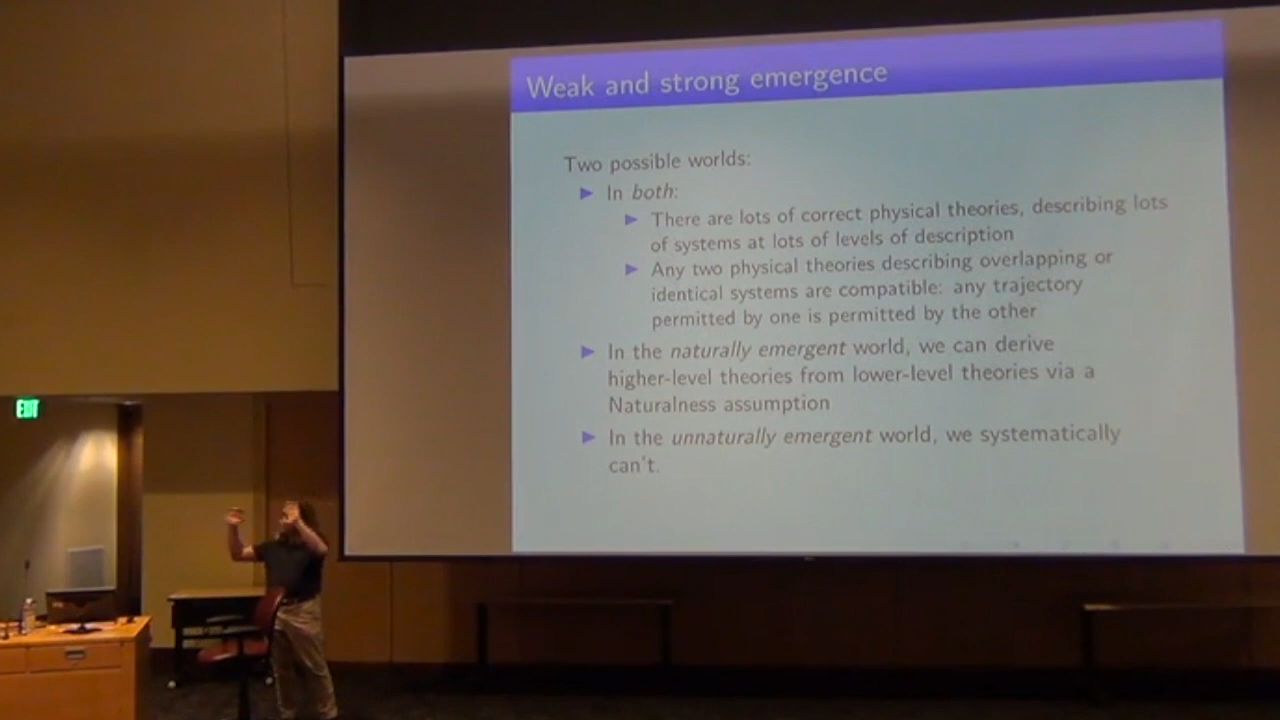 Weak and strong emergence
Two possible worlds:
▶ In both:
▶ There are lots of correct physical theories, describing lots
of systems at lots of levels of description
▶ Any two physical theories describing overlapping or
identical systems are compatible: any trajectory
permitted by one is permitted by the other
▶ In the naturally emergent world, we can derive
higher-level theories from lower-level theories via a
Naturalness assumption
▶ In the unnaturally emergent world, we systematically
can't.
EXIT